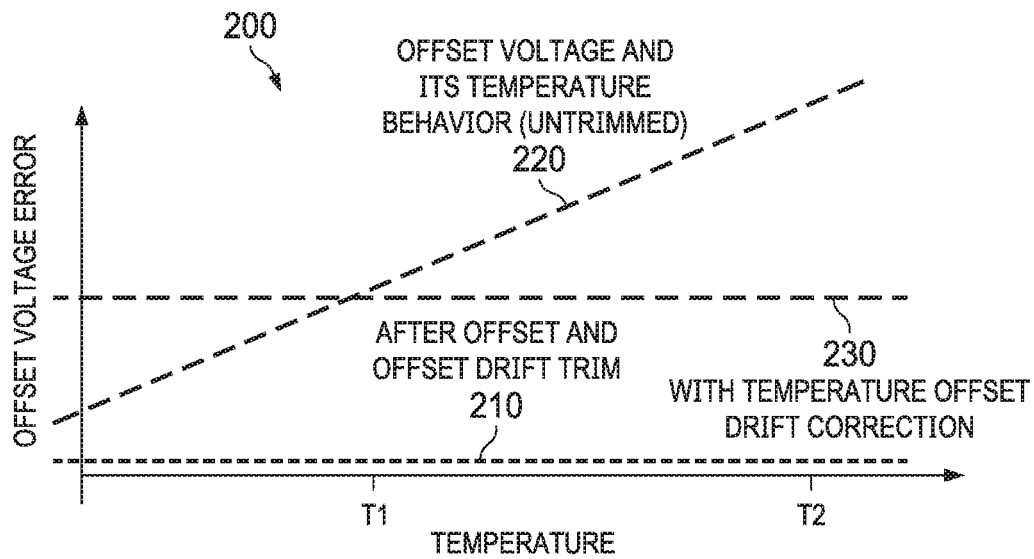 200
OFFSET VOLTAGE AND
ITS TEMPERATURE
BEHAVIOR (UNTRIMMED)
220
OFFSET VOLTAGE ERROR
AFTER OFFSET AND
OFFSET DRIFT TRIM
210
230
WITH TEMPERATURE OFFSET
DRIFT CORRECTION
T1
T2
TEMPERATURE